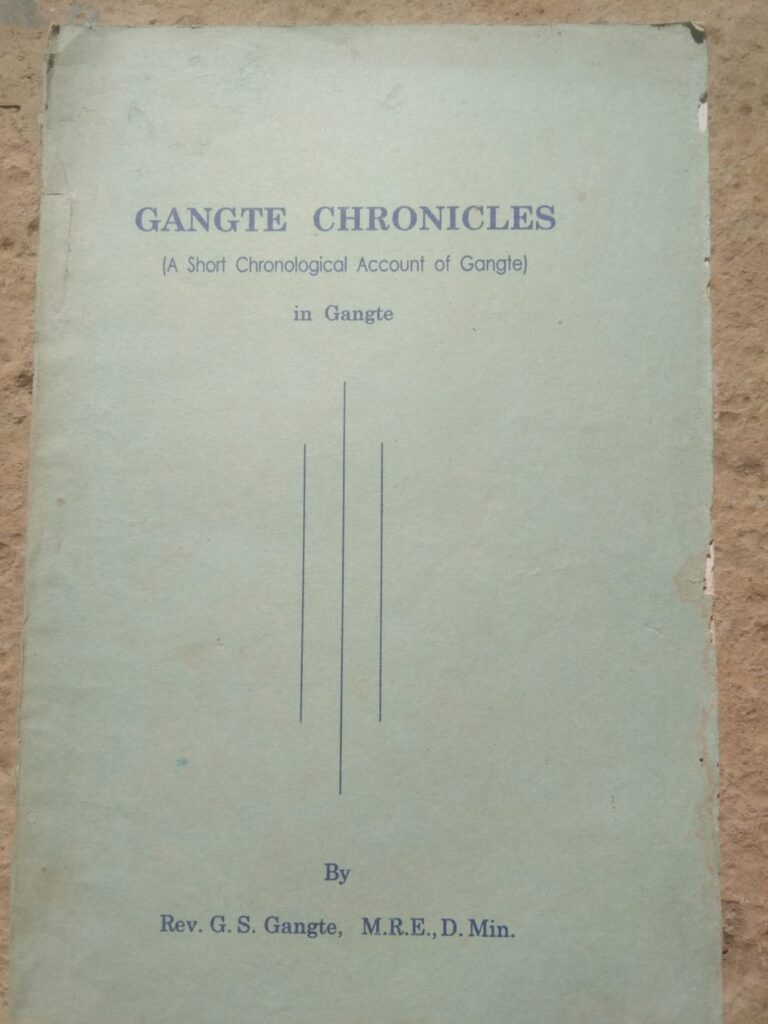 GANGTE CHRONICLES
(A Short Chronological Account of Gangte)
in Gangte
By
Rev. G. S. Gangte, M.R.E., D. Min.